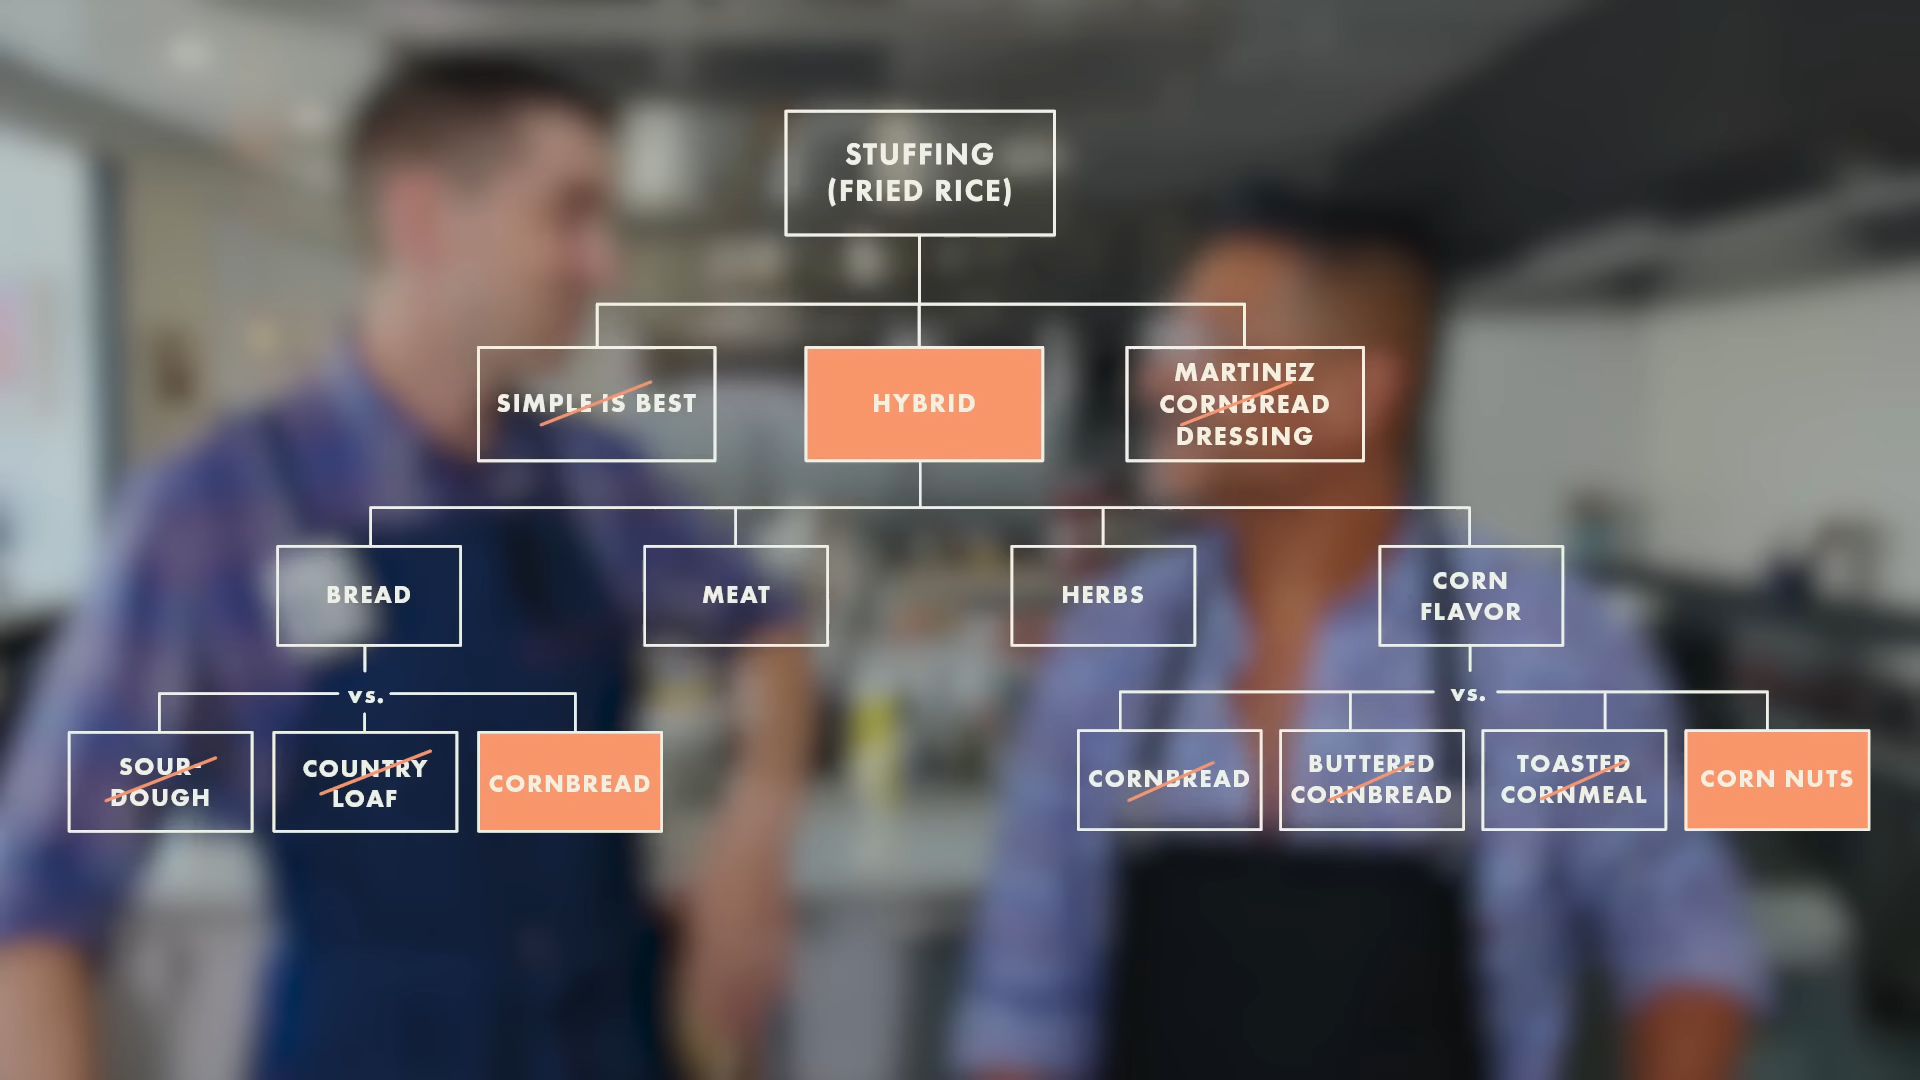 STUFFING
(FRIED RICE)
SIMPLE IS BEST
HYBRID
MARTINEZ
CORNBREAD
DRESSING
BREAD
MEAT
HERBS
CORN
FLAVOR
vs.
vs.
SOUR-
DOUGH
COUNTRY
LOAF
CORNBREAD
CORNBREAD
BUTTERED
CORNBREAD
TOASTED
CORNMEAL
CORN NUTS